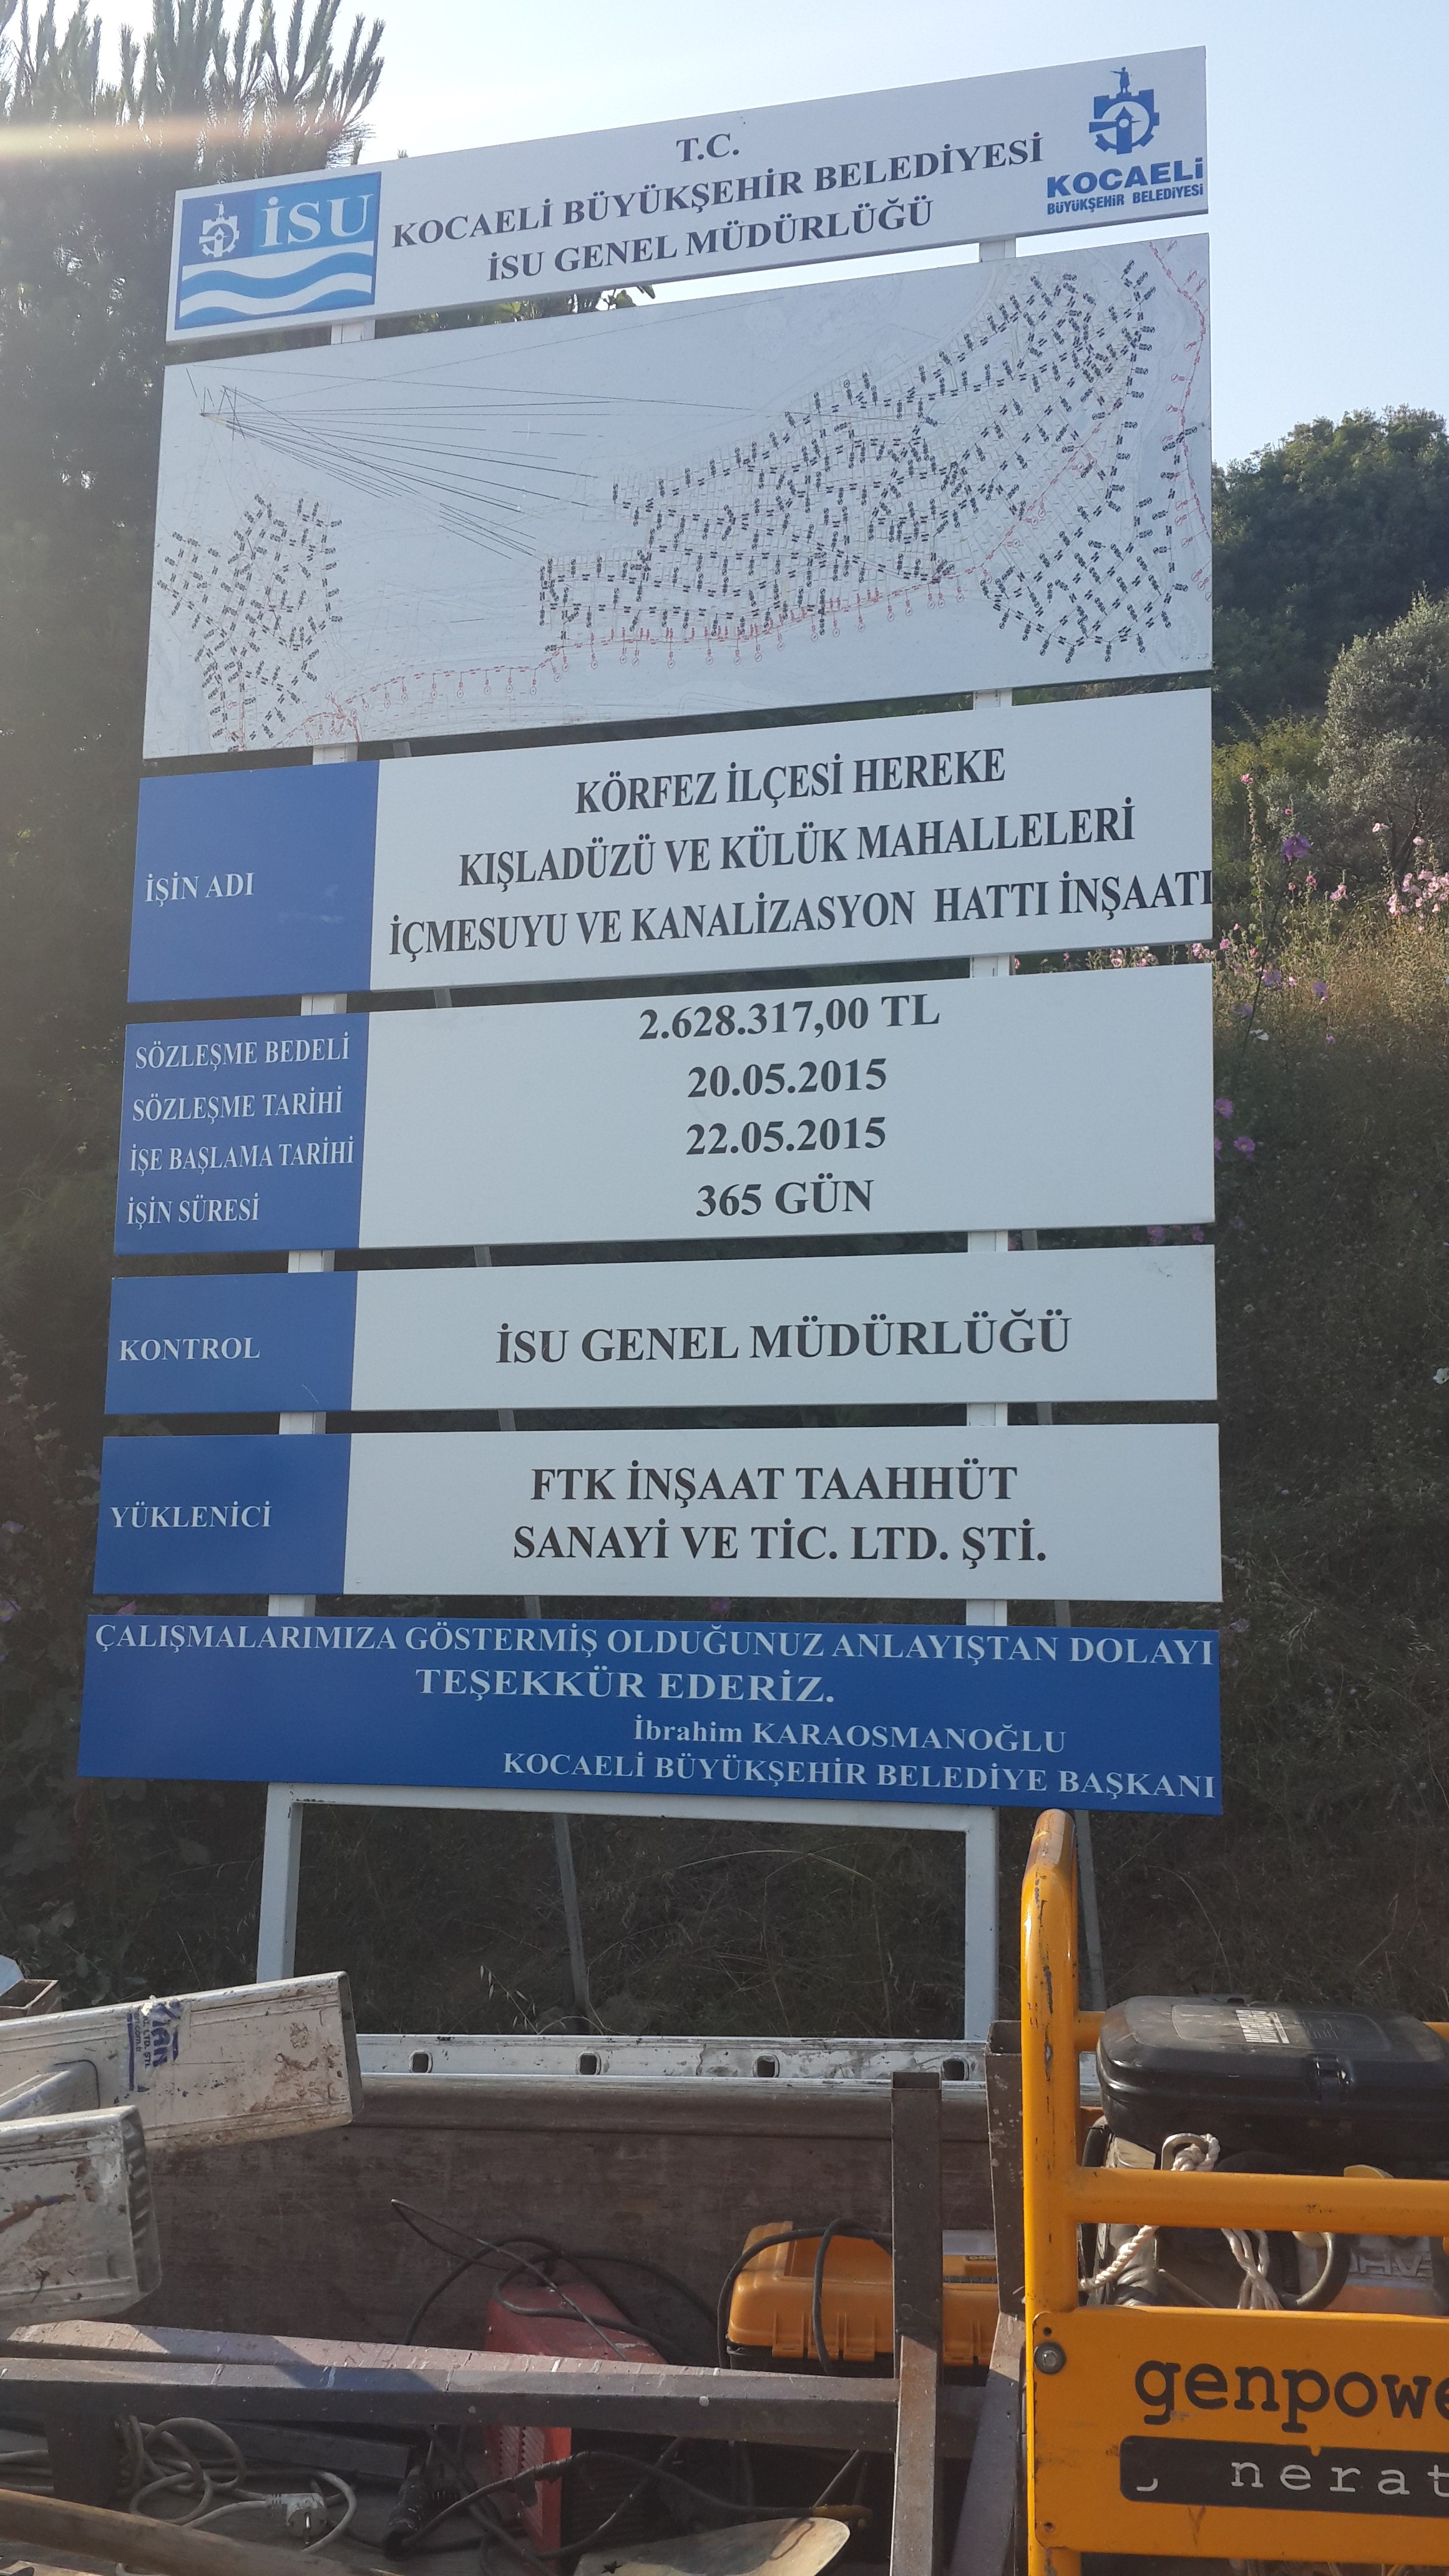 T.C.
İSU
KOCAELİ BÜYÜKŞEHİR BELEDİYESİ
İSU GENEL MÜDÜRLÜĞÜ
KOCAELİ
BÜYÜKŞEHİR BELEDİYESİ
İŞİN ADI
KÖRFEZ İLÇESİ HEREKE
KIŞLADÜZÜ VE KÜLÜK MAHALLELERİ
İÇMESUYU VE KANALİZASYON HATTI İNŞAATI
SÖZLEŞME BEDELİ 2.628.317,00 TL
SÖZLEŞME TARİHİ 20.05.2015
İŞE BAŞLAMA TARİHİ 22.05.2015
İŞİN SÜRESİ 365 GÜN
KONTROL İSU GENEL MÜDÜRLÜĞÜ
YÜKLENİCİ
FTK İNŞAAT TAAHHÜT
SANAYİ VE TİC. LTD. ŞTİ.
ÇALIŞMALARIMIZA GÖSTERMİŞ OLDUĞUNUZ ANLAYIŞTAN DOLAYI
TEŞEKKÜR EDERİZ.
İbrahim KARAOSMANOĞLU
KOCAELİ BÜYÜKŞEHİR BELEDİYE BAŞKANI
genpowe
nerat